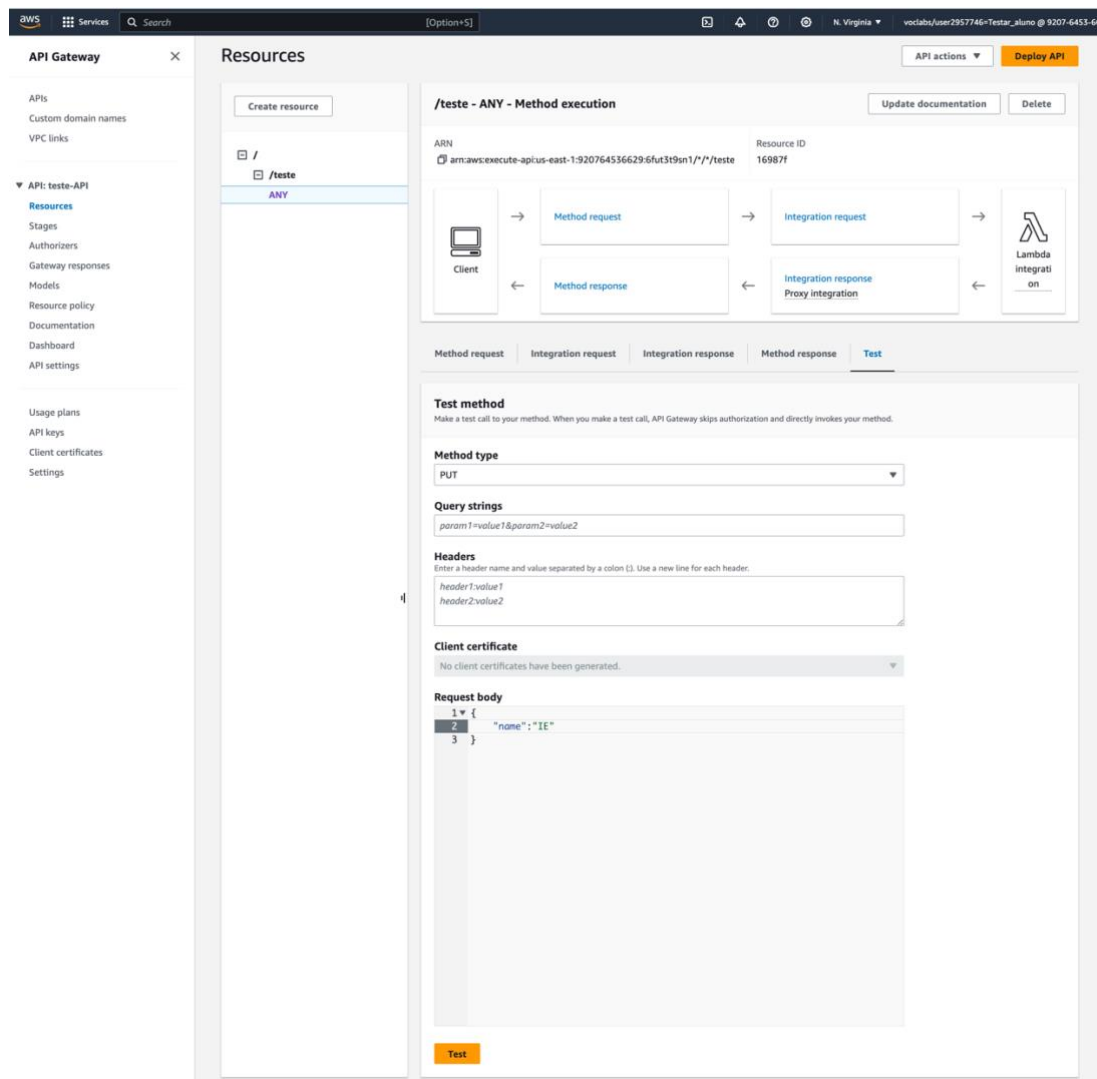 aws
Services
Search
[Option+S]
N. Virginia
voclabs/user2957746=Testar_aluno @ 9207-6453-6
API Gateway
APIs
Custom domain names
VPC links
API: teste-API
Resources
Stages
Authorizers
Gateway responses
Models
Resource policy
Documentation
Dashboard
API settings
Usage plans
API keys
Client certificates
Settings
Resources
API actions
Deploy API
Create resource
/
/teste
ANY
/teste - ANY - Method execution
Update documentation
Delete
ARN
arn:aws:execute-api:us-east-1:920764536629:6fut3t9sn1/*/*/teste
Resource ID
16987f
Client
Method request
Integration request
Lambda
integrati
on
Method response
Integration response
Proxy integration
Method request
Integration request
Integration response
Method response
Test
Test method
Make a test call to your method. When you make a test call, API Gateway skips authorization and directly invokes your method.
Method type
PUT
Query strings
param1=value1&param2=value2
Headers
Enter a header name and value separated by a colon (:). Use a new line for each header.
header1:value1
header2:value2
Client certificate
No client certificates have been generated.
Request body
1 {
2 "name":"IE"
3 }
Test